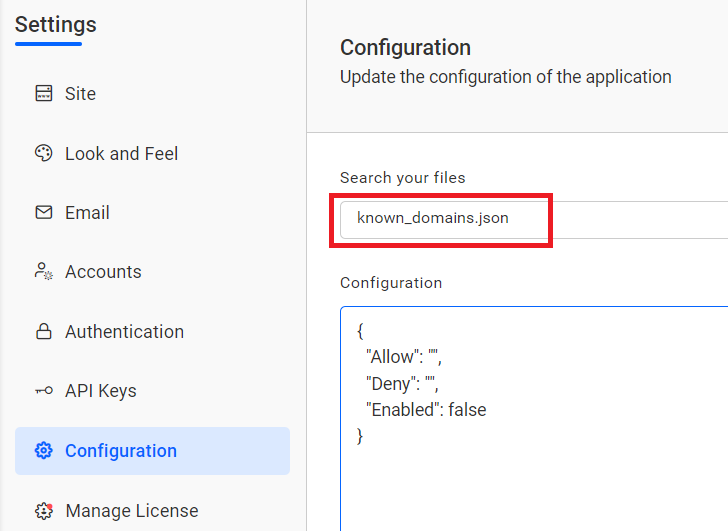 Settings
Site
Look and Feel
Email
Accounts
Authentication
API Keys
Configuration
Manage License
Configuration
Update the configuration of the application
Search your files
known_domains.json
Configuration
{
"Allow": "",
"Deny": "",
"Enabled": false
}